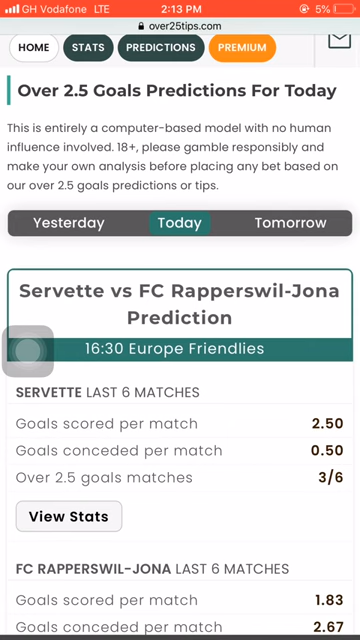 GH Vodafone LTE 2:13 PM 5%
over25tips.com
HOME STATS PREDICTIONS PREMIUM
Over 2.5 Goals Predictions For Today
This is entirely a computer-based model with no human
influence involved. 18+, please gamble responsibly and
make your own analysis before placing any bet based on
our over 2.5 goals predictions or tips.
Yesterday Today Tomorrow
Servette vs FC Rapperswil-Jona
Prediction
16:30 Europe Friendlies
SERVETTE LAST 6 MATCHES
Goals scored per match 2.50
Goals conceded per match 0.50
Over 2.5 goals matches 3/6
View Stats
FC RAPPERSWIL-JONA LAST 6 MATCHES
Goals scored per match 1.83
Goals conceded per match 2.67